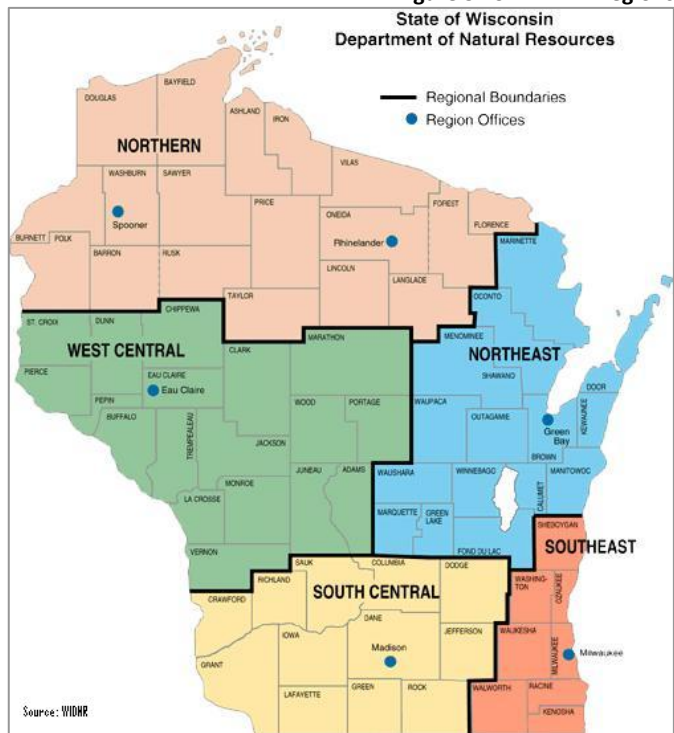 State of Wisconsin
Department of Natural Resources
Regional Boundaries
Region Offices
BAYFIELD
DOUGLAS
ASHLAND
IRON
NORTHERN
VILAS
WASHBURN
SAWYER
PRICE
FOREST
ONEIDA
FLORENCE
Spooner
BURNETT
POLK
Rhinelander
MARINETTE
BARRON
RUSK
LINCOLN
LANGLADE
TAYLOR
OCONTO
CHIPPEWA
ST. CROIX
DUNN
MENOMINEE
MARATHON
WEST CENTRAL
CLARK
NORTHEAST
PIERCE
EAU CLAIRE
SHAWANO
DOOR
Eau Claire
PEPIN
WOOD
PORTAGE
WAUPACA
KEWAUNEE
BUFFALO
OUTAGAMIE
Green
Bay
TREMPEALEAU
JACKSON
BROWN
JUNEAU
ADAMS
WAUSHARA
WINNEBAGO
MANITOWOC
MONROE
CALUMET
LA CROSSE
MARQUETTE
GREEN
LAKE
SHEBOYGAN
VERNON
FOND DU LAC
SOUTHEAST
SAUK
COLUMBIA
DODGE
RICHLAND
WASHING-
TON
OZAUKEE
CRAWFORD
SOUTH CENTRAL
DANE
IOWA
JEFFERSON
WAUKESHA
MILWAUKEE
Madison
Milwaukee
GRANT
LAFAYETTE
GREEN
ROCK
WALWORTH
RACINE
KENOSHA
Source: WIDNR